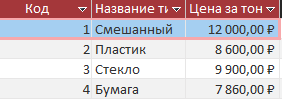 Код Название ти Цена за тон
1 Смешанный 12 000,00 ₽
2 Пластик 8 600,00 ₽
3 Стекло 9 900,00 ₽
4 Бумага 7 860,00 ₽